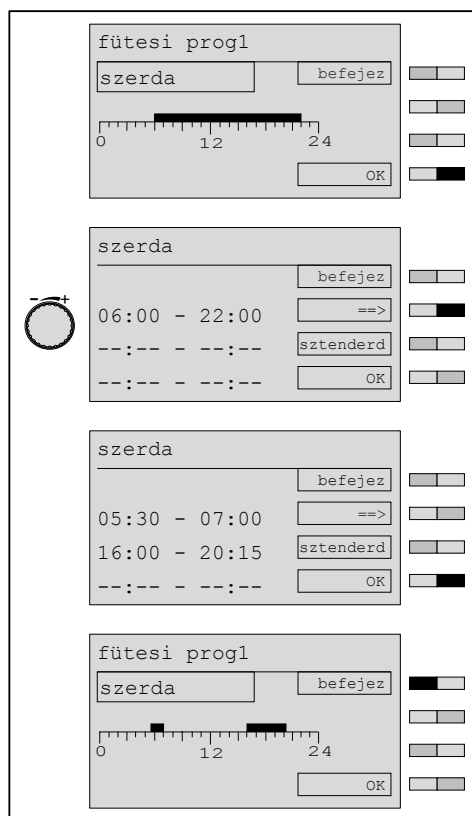 fütesi prog1
szerda
befejez
0 12 24
OK
szerda
befejez
- +
06:00 - 22:00 ==>
--:-- - --:-- sztenderd
--:-- - --:-- OK
szerda
befejez
05:30 - 07:00 ==>
16:00 - 20:15 sztenderd
--:-- - --:-- OK
fütesi prog1
szerda
befejez
0 12 24
OK